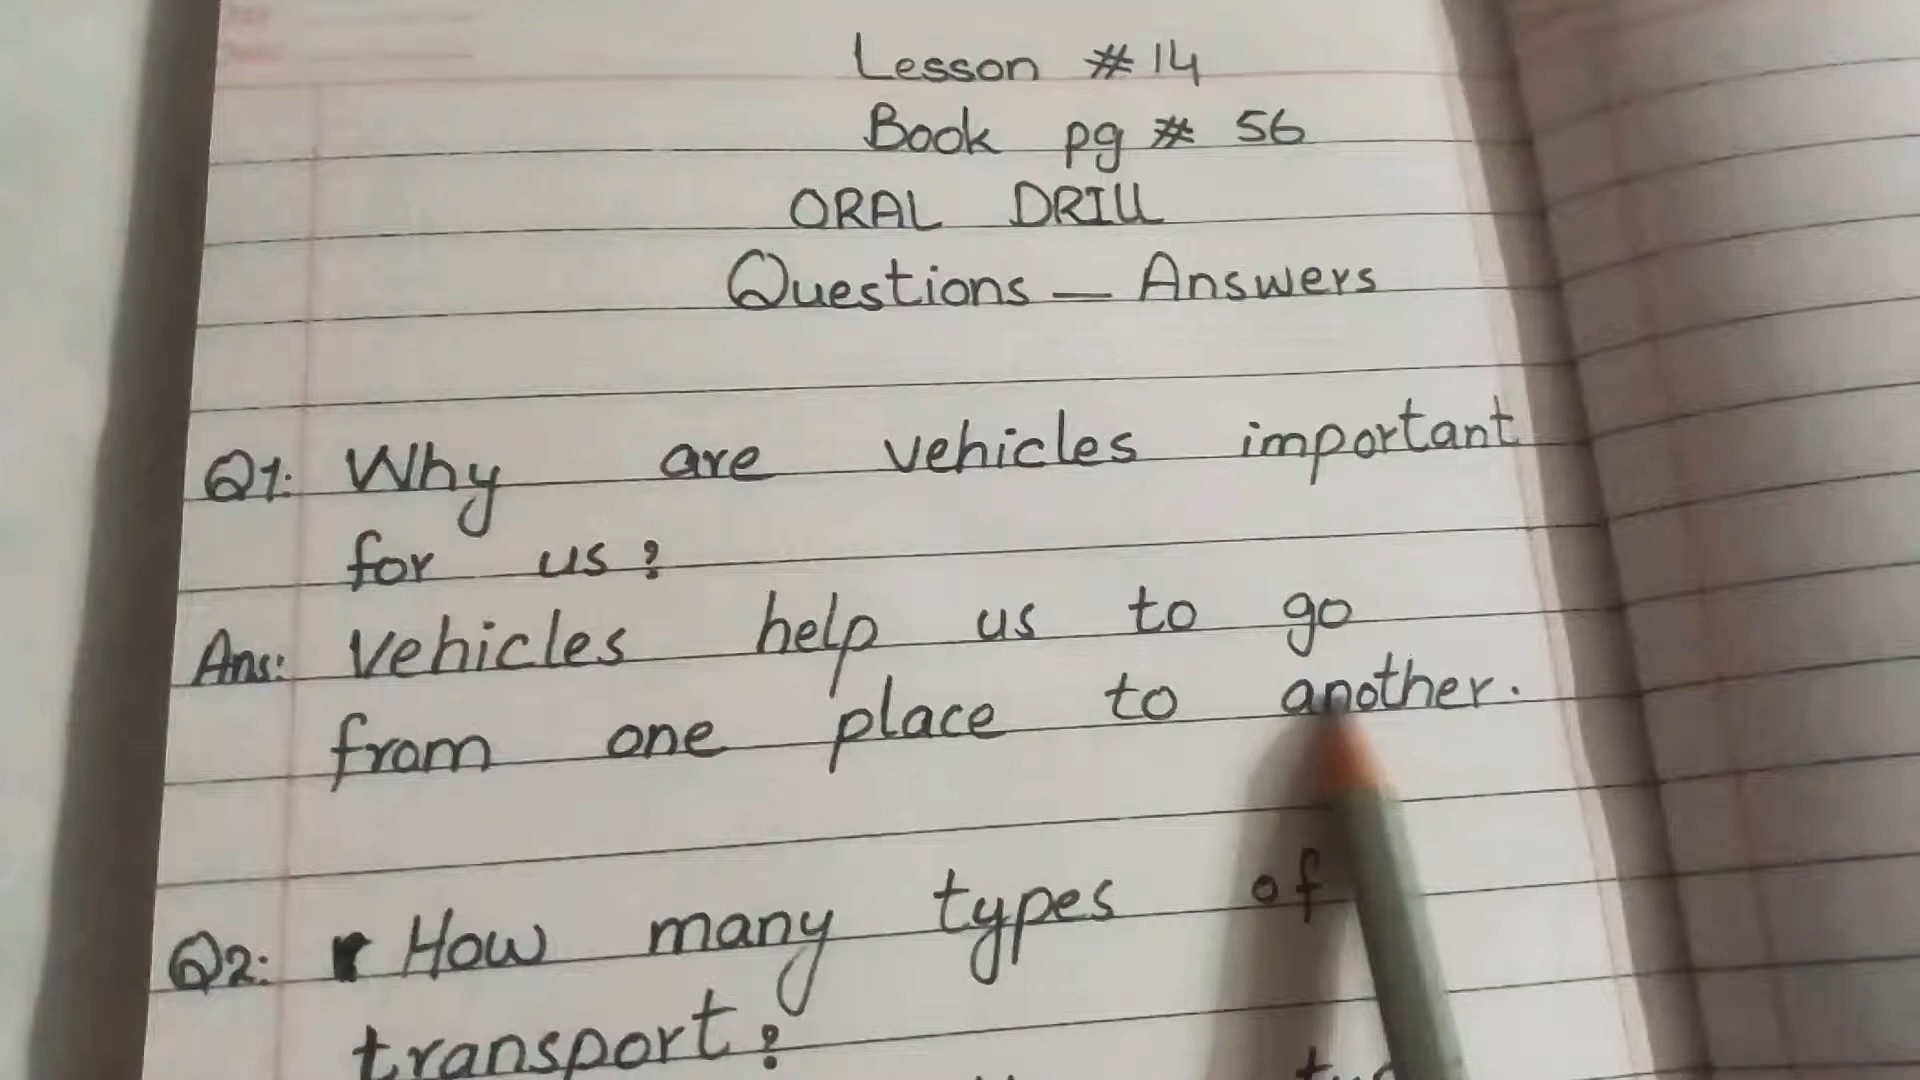 Lesson # 14
Book pg # 56
ORAL DRILL
Questions — Answers
Q1: Why are vehicles important
for us?
Ans: Vehicles help us to go
from one place to another.
Q2: How many types of
transport?